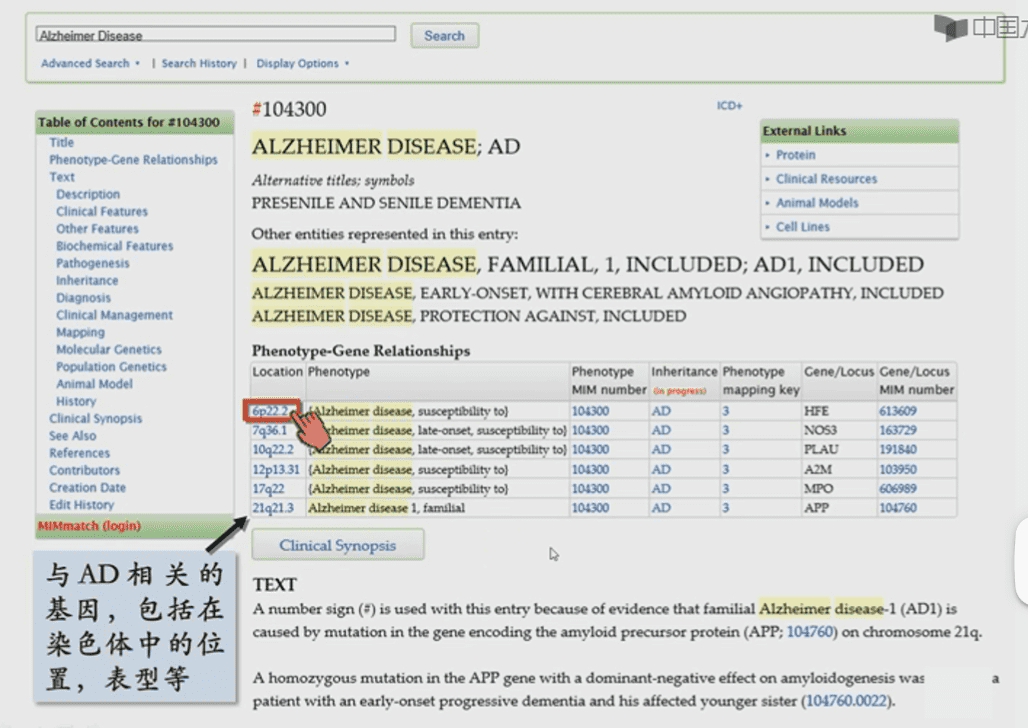 Alzheimer Disease
Search
中国
Advanced Search | Search History | Display Options
Table of Contents for #104300
Title
Phenotype-Gene Relationships
Text
Description
Clinical Features
Other Features
Biochemical Features
Pathogenesis
Inheritance
Diagnosis
Clinical Management
Mapping
Molecular Genetics
Population Genetics
Animal Model
History
Clinical Synopsis
See Also
References
Contributors
Creation Date
Edit History
MIMmatch (login)
与AD相关的
基因，包括在
染色体中的位
置，表型等
#104300
ICD+
ALZHEIMER DISEASE; AD
Alternative titles; symbols
PRESENILE AND SENILE DEMENTIA
Other entities represented in this entry:
ALZHEIMER DISEASE, FAMILIAL, 1, INCLUDED; AD1, INCLUDED
ALZHEIMER DISEASE, EARLY-ONSET, WITH CEREBRAL AMYLOID ANGIOPATHY, INCLUDED
ALZHEIMER DISEASE, PROTECTION AGAINST, INCLUDED
External Links
Protein
Clinical Resources
Animal Models
Cell Lines
Phenotype-Gene Relationships
Location Phenotype Phenotype MIM number Inheritance (in progress) Phenotype mapping key Gene/Locus Gene/Locus MIM number
6p22.2 {Alzheimer disease, susceptibility to} 104300 AD 3 HFE 613609
7q36.1 disease, late-onset, susceptibility to} 104300 AD 3 NOS3 163729
10q22.2 disease, late-onset, susceptibility to} 104300 AD 3 PLAU 191840
12p13.31 {Alzheimer disease, susceptibility to} 104300 AD 3 A2M 103950
17q22 {Alzheimer disease, susceptibility to} 104300 AD 3 MPO 606989
21q21.3 Alzheimer disease 1, familial 104300 AD 3 APP 104760
Clinical Synopsis
TEXT
A number sign (#) is used with this entry because of evidence that familial Alzheimer disease-1 (AD1) is
caused by mutation in the gene encoding the amyloid precursor protein (APP; 104760) on chromosome 21q.
A homozygous mutation in the APP gene with a dominant-negative effect on amyloidogenesis was a
patient with an early-onset progressive dementia and his affected younger sister (104760.0022).